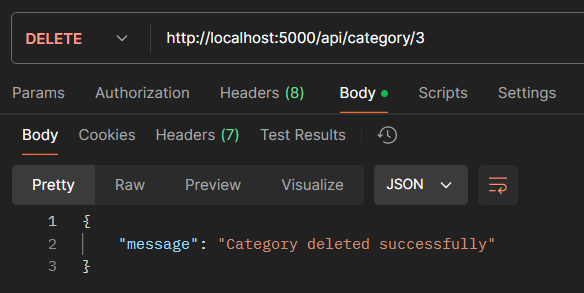 DELETE http://localhost:5000/api/category/3
Params Authorization Headers (8) Body Scripts Settings
Body Cookies Headers (7) Test Results
Pretty Raw Preview Visualize JSON
1 {
2 "message": "Category deleted successfully"
3 }